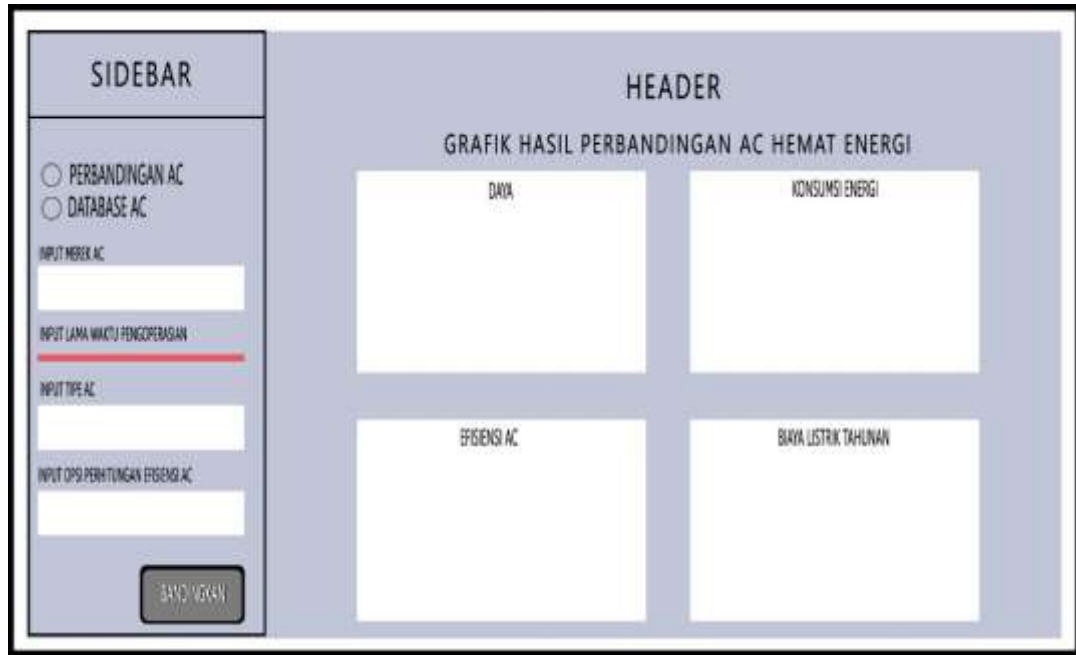 SIDEBAR
PERBANDINGAN AC
DATABASE AC
INPUT MEREK AC
INPUT LAMA WAKTU PENGOPERASIAN
INPUT TIPE AC
INPUT OPSI PERHITUNGAN EFISIENSI AC
BANDINGKAN
HEADER
GRAFIK HASIL PERBANDINGAN AC HEMAT ENERGI
DAYA
KONSUMSI ENERGI
EFISIENSI AC
BIAYA LISTRIK TAHUNAN